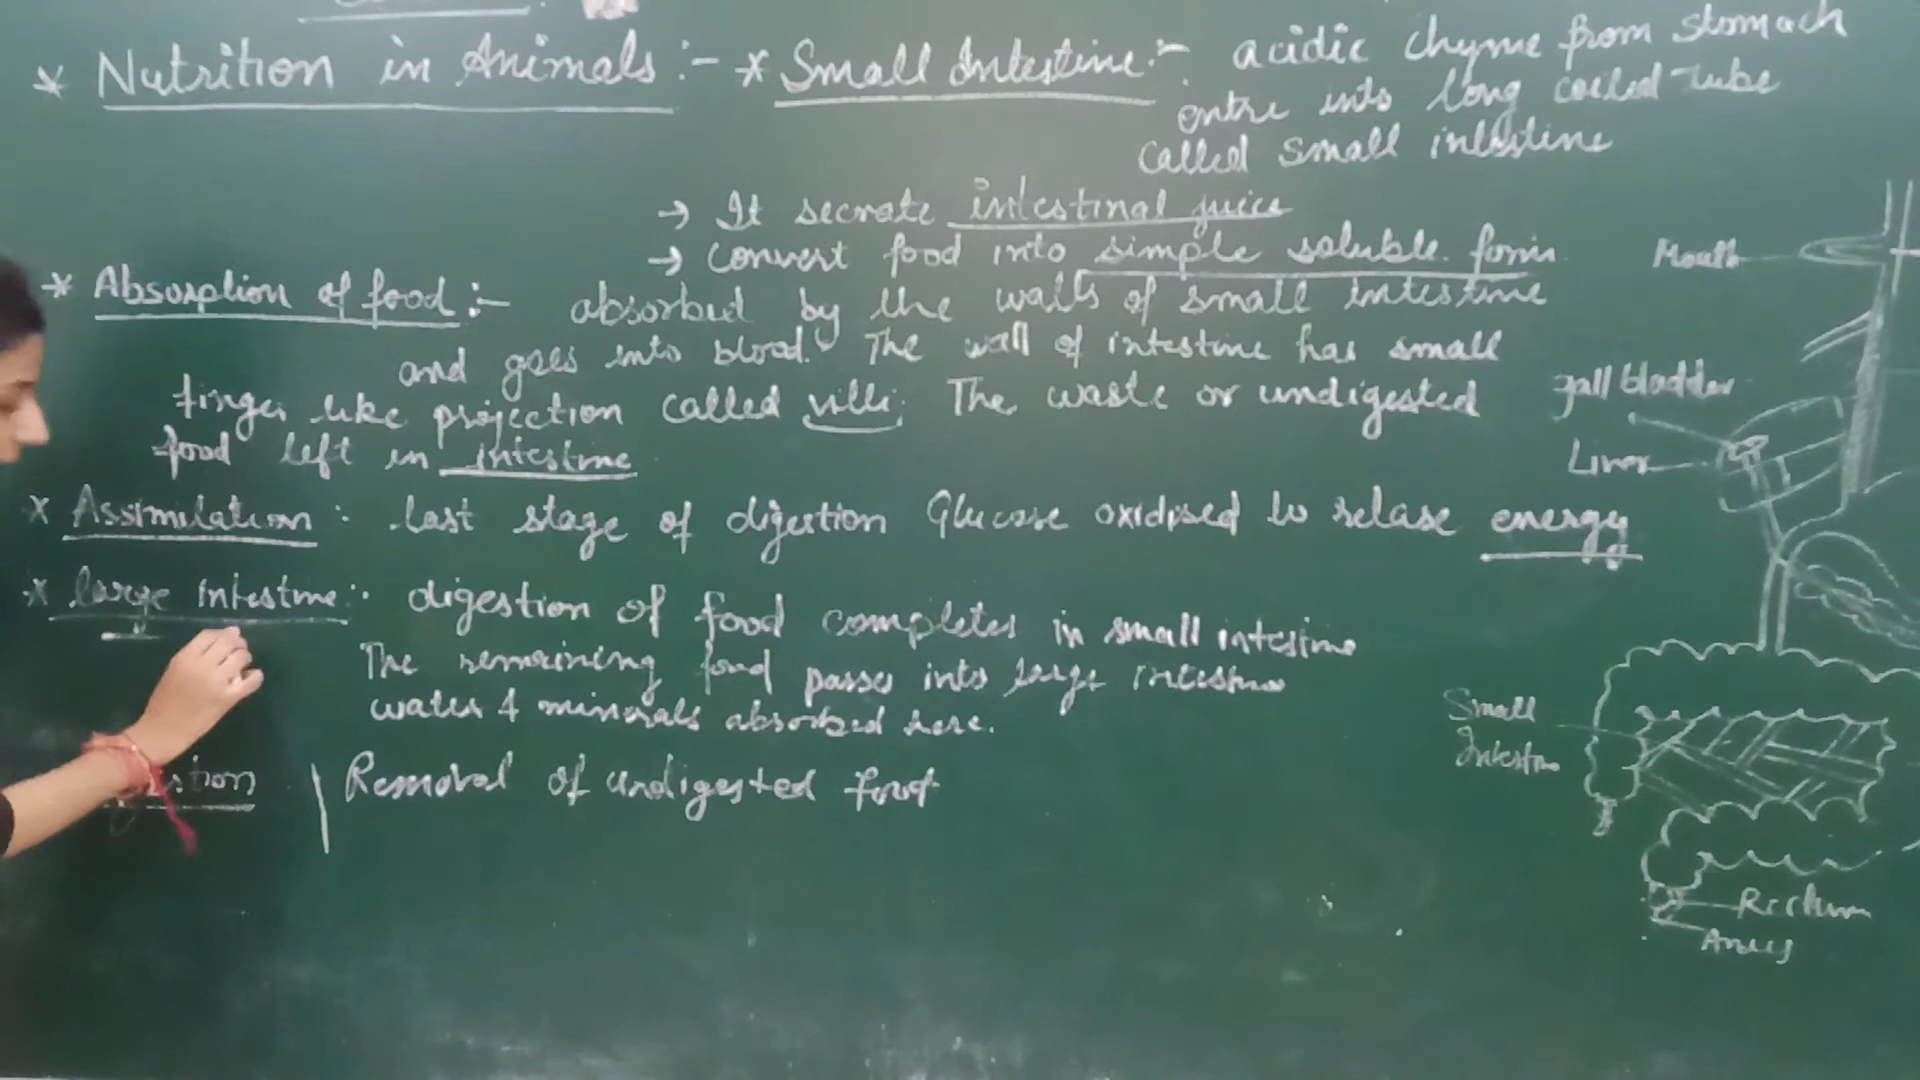 * Nutrition in Animals :-
* Small Intestine :- acidic chyme from stomach
entre into long coiled tube
called small intestine
→ It secrate intestinal juice
→ convert food into simple soluble form
* Absorption of food :- absorbed by the walls of small intestine
and goes into blood. The wall of intestine has small
finger like projection called villi. The waste or undigested
food left in intestine
* Assimilation : last stage of digestion Glucose oxidised to relase energy
* large intestine :- digestion of food completes in small intestine
The remaining food passes into large intestine
water & minerals absorbed here.
Removal of undigested food
Mouth
gall bladder
Liver
Small
Intestine
Rectum
Anus